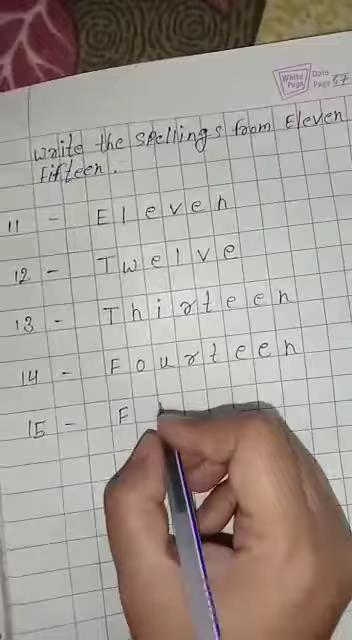 White Page
Date
Page 57
Write the spellings from Eleven
Fifteen.
11 - Eleven
12 - Twelve
13 - Thirteen
14 - Fourteen
15 - F